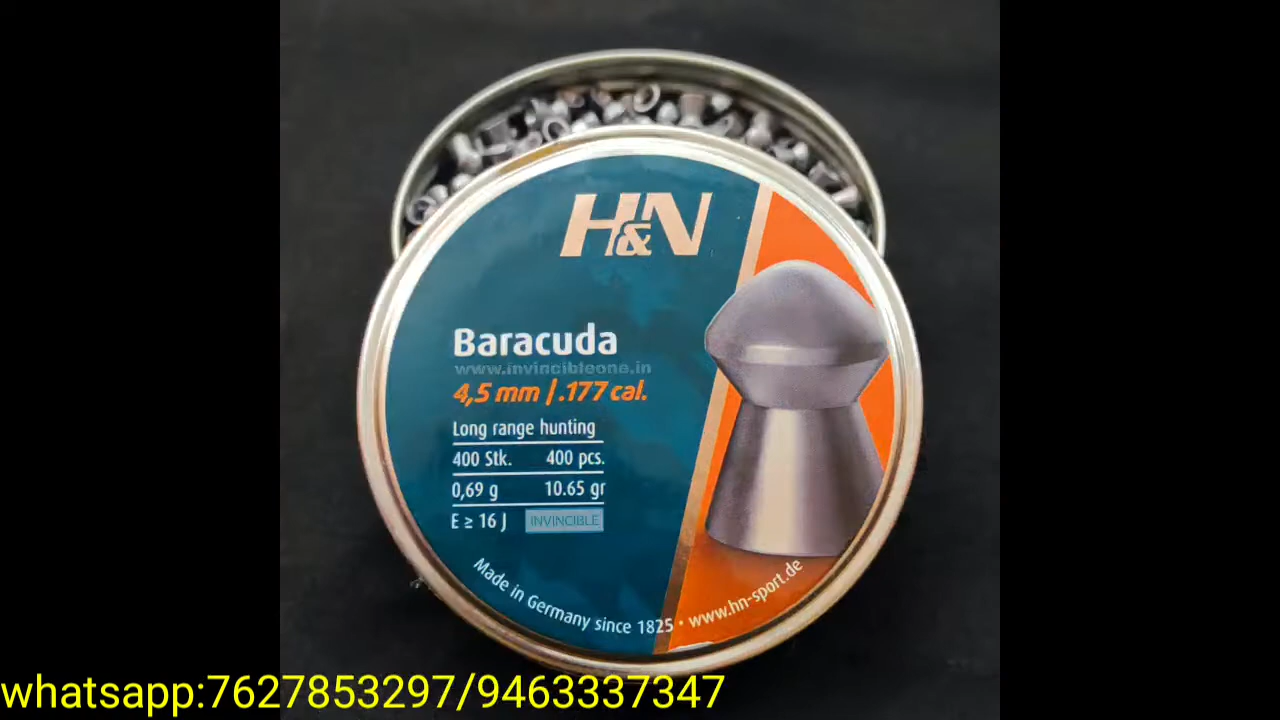 H&N
Baracuda
www.invincibleone.in
4,5 mm / .177 cal.
Long range hunting
400 Stk. 400 pcs.
0,69 g 10.65 gr
E ≥ 16 J INVINCIBLE
Made in Germany since 1825 • www.hn-sport.de
whatsapp:7627853297/9463337347